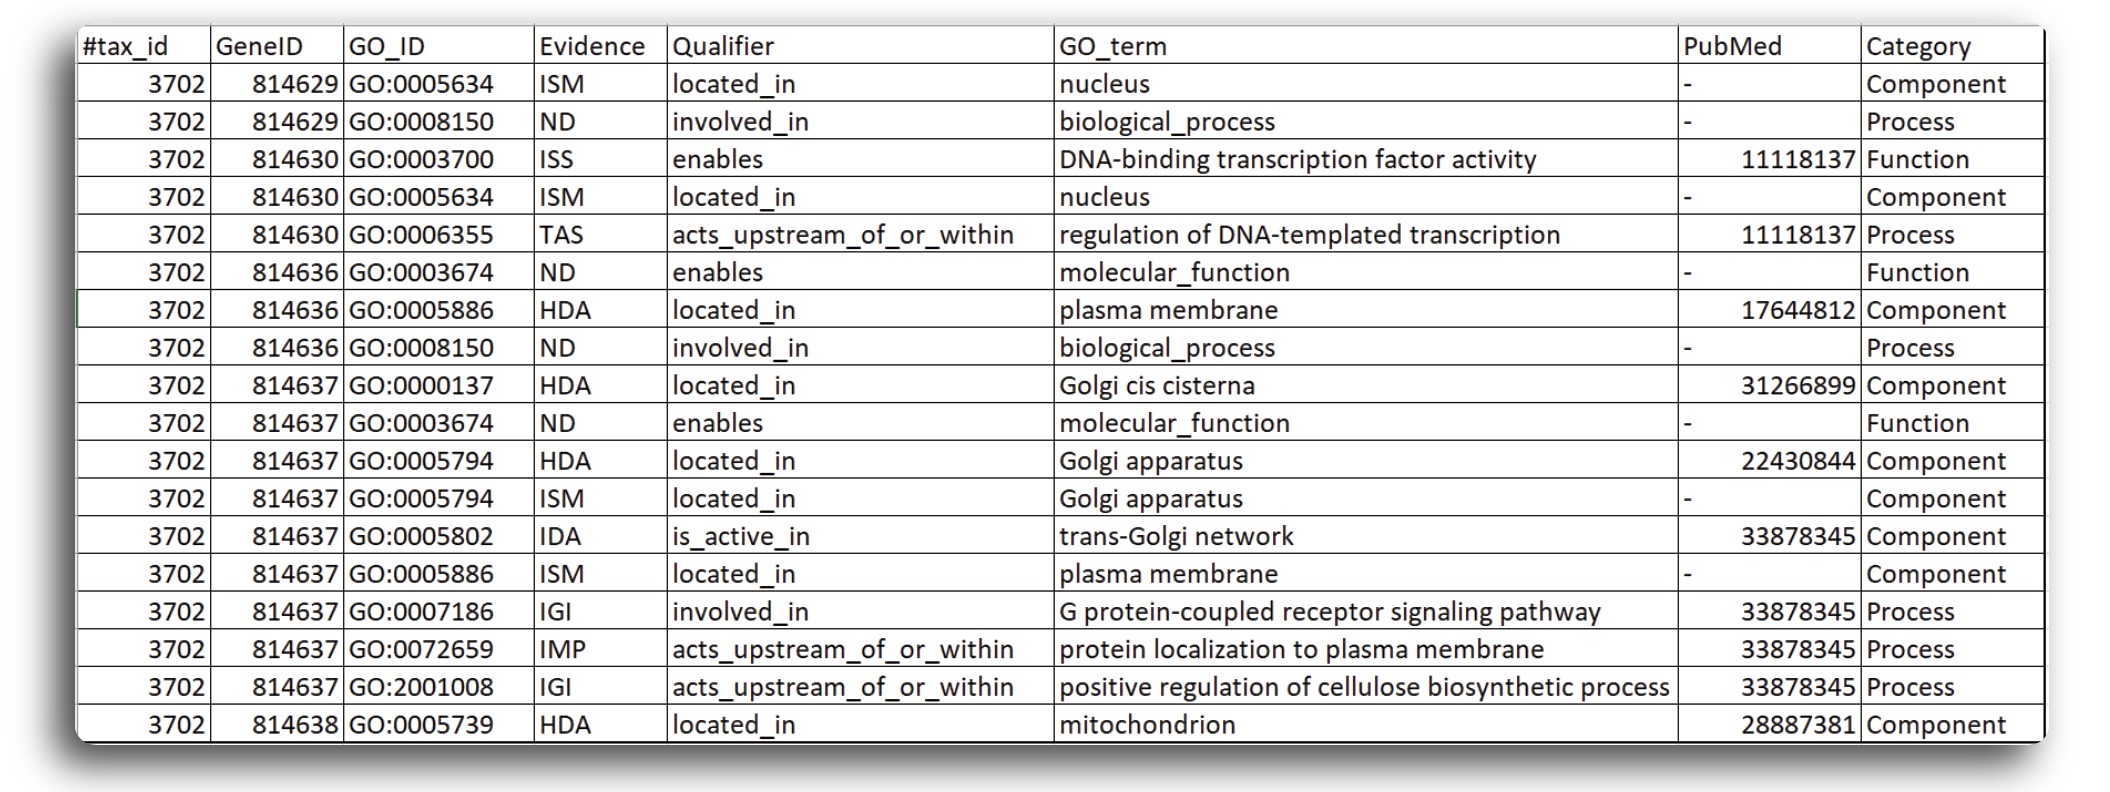 #tax_id GeneID GO_ID Evidence Qualifier GO_term PubMed Category
3702 814629 GO:0005634 ISM located_in nucleus - Component
3702 814629 GO:0008150 ND involved_in biological_process - Process
3702 814630 GO:0003700 ISS enables DNA-binding transcription factor activity 11118137 Function
3702 814630 GO:0005634 ISM located_in nucleus - Component
3702 814630 GO:0006355 TAS acts_upstream_of_or_within regulation of DNA-templated transcription 11118137 Process
3702 814636 GO:0003674 ND enables molecular_function - Function
3702 814636 GO:0005886 HDA located_in plasma membrane 17644812 Component
3702 814636 GO:0008150 ND involved_in biological_process - Process
3702 814637 GO:0000137 HDA located_in Golgi cis cisterna 31266899 Component
3702 814637 GO:0003674 ND enables molecular_function - Function
3702 814637 GO:0005794 HDA located_in Golgi apparatus 22430844 Component
3702 814637 GO:0005794 ISM located_in Golgi apparatus - Component
3702 814637 GO:0005802 IDA is_active_in trans-Golgi network 33878345 Component
3702 814637 GO:0005886 ISM located_in plasma membrane - Component
3702 814637 GO:0007186 IGI involved_in G protein-coupled receptor signaling pathway 33878345 Process
3702 814637 GO:0072659 IMP acts_upstream_of_or_within protein localization to plasma membrane 33878345 Process
3702 814637 GO:2001008 IGI acts_upstream_of_or_within positive regulation of cellulose biosynthetic process 33878345 Process
3702 814638 GO:0005739 HDA located_in mitochondrion 28887381 Component